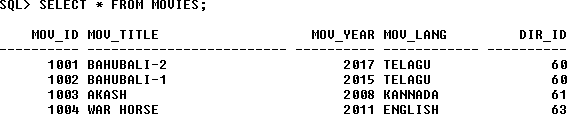 SQL> SELECT * FROM MOVIES;
MOV_ID MOV_TITLE MOV_YEAR MOV_LANG DIR_ID
---------- -------------------- ---------- ------------ ----------
1001 BAHUBALI-2 2017 TELAGU 60
1002 BAHUBALI-1 2015 TELAGU 60
1003 AKASH 2008 KANNADA 61
1004 WAR HORSE 2011 ENGLISH 63